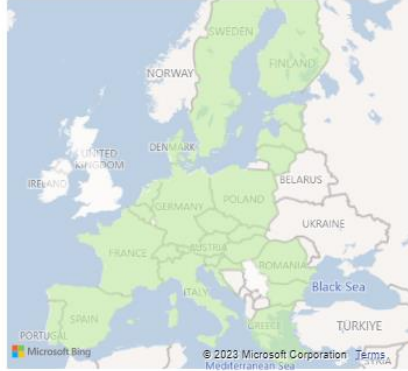 SWEDEN
FINLAND
NORWAY
DENMARK
UNITED
KINGDOM
IRELAND
BELARUS
POLAND
GERMANY
UKRAINE
AUSTRIA
FRANCE
ROMANIA
ITALY
Black Sea
SPAIN
PORTUGAL
GREECE
TÜRKIYE
Microsoft Bing
© 2023 Microsoft Corporation Terms
Mediterranean Sea
SYRIA